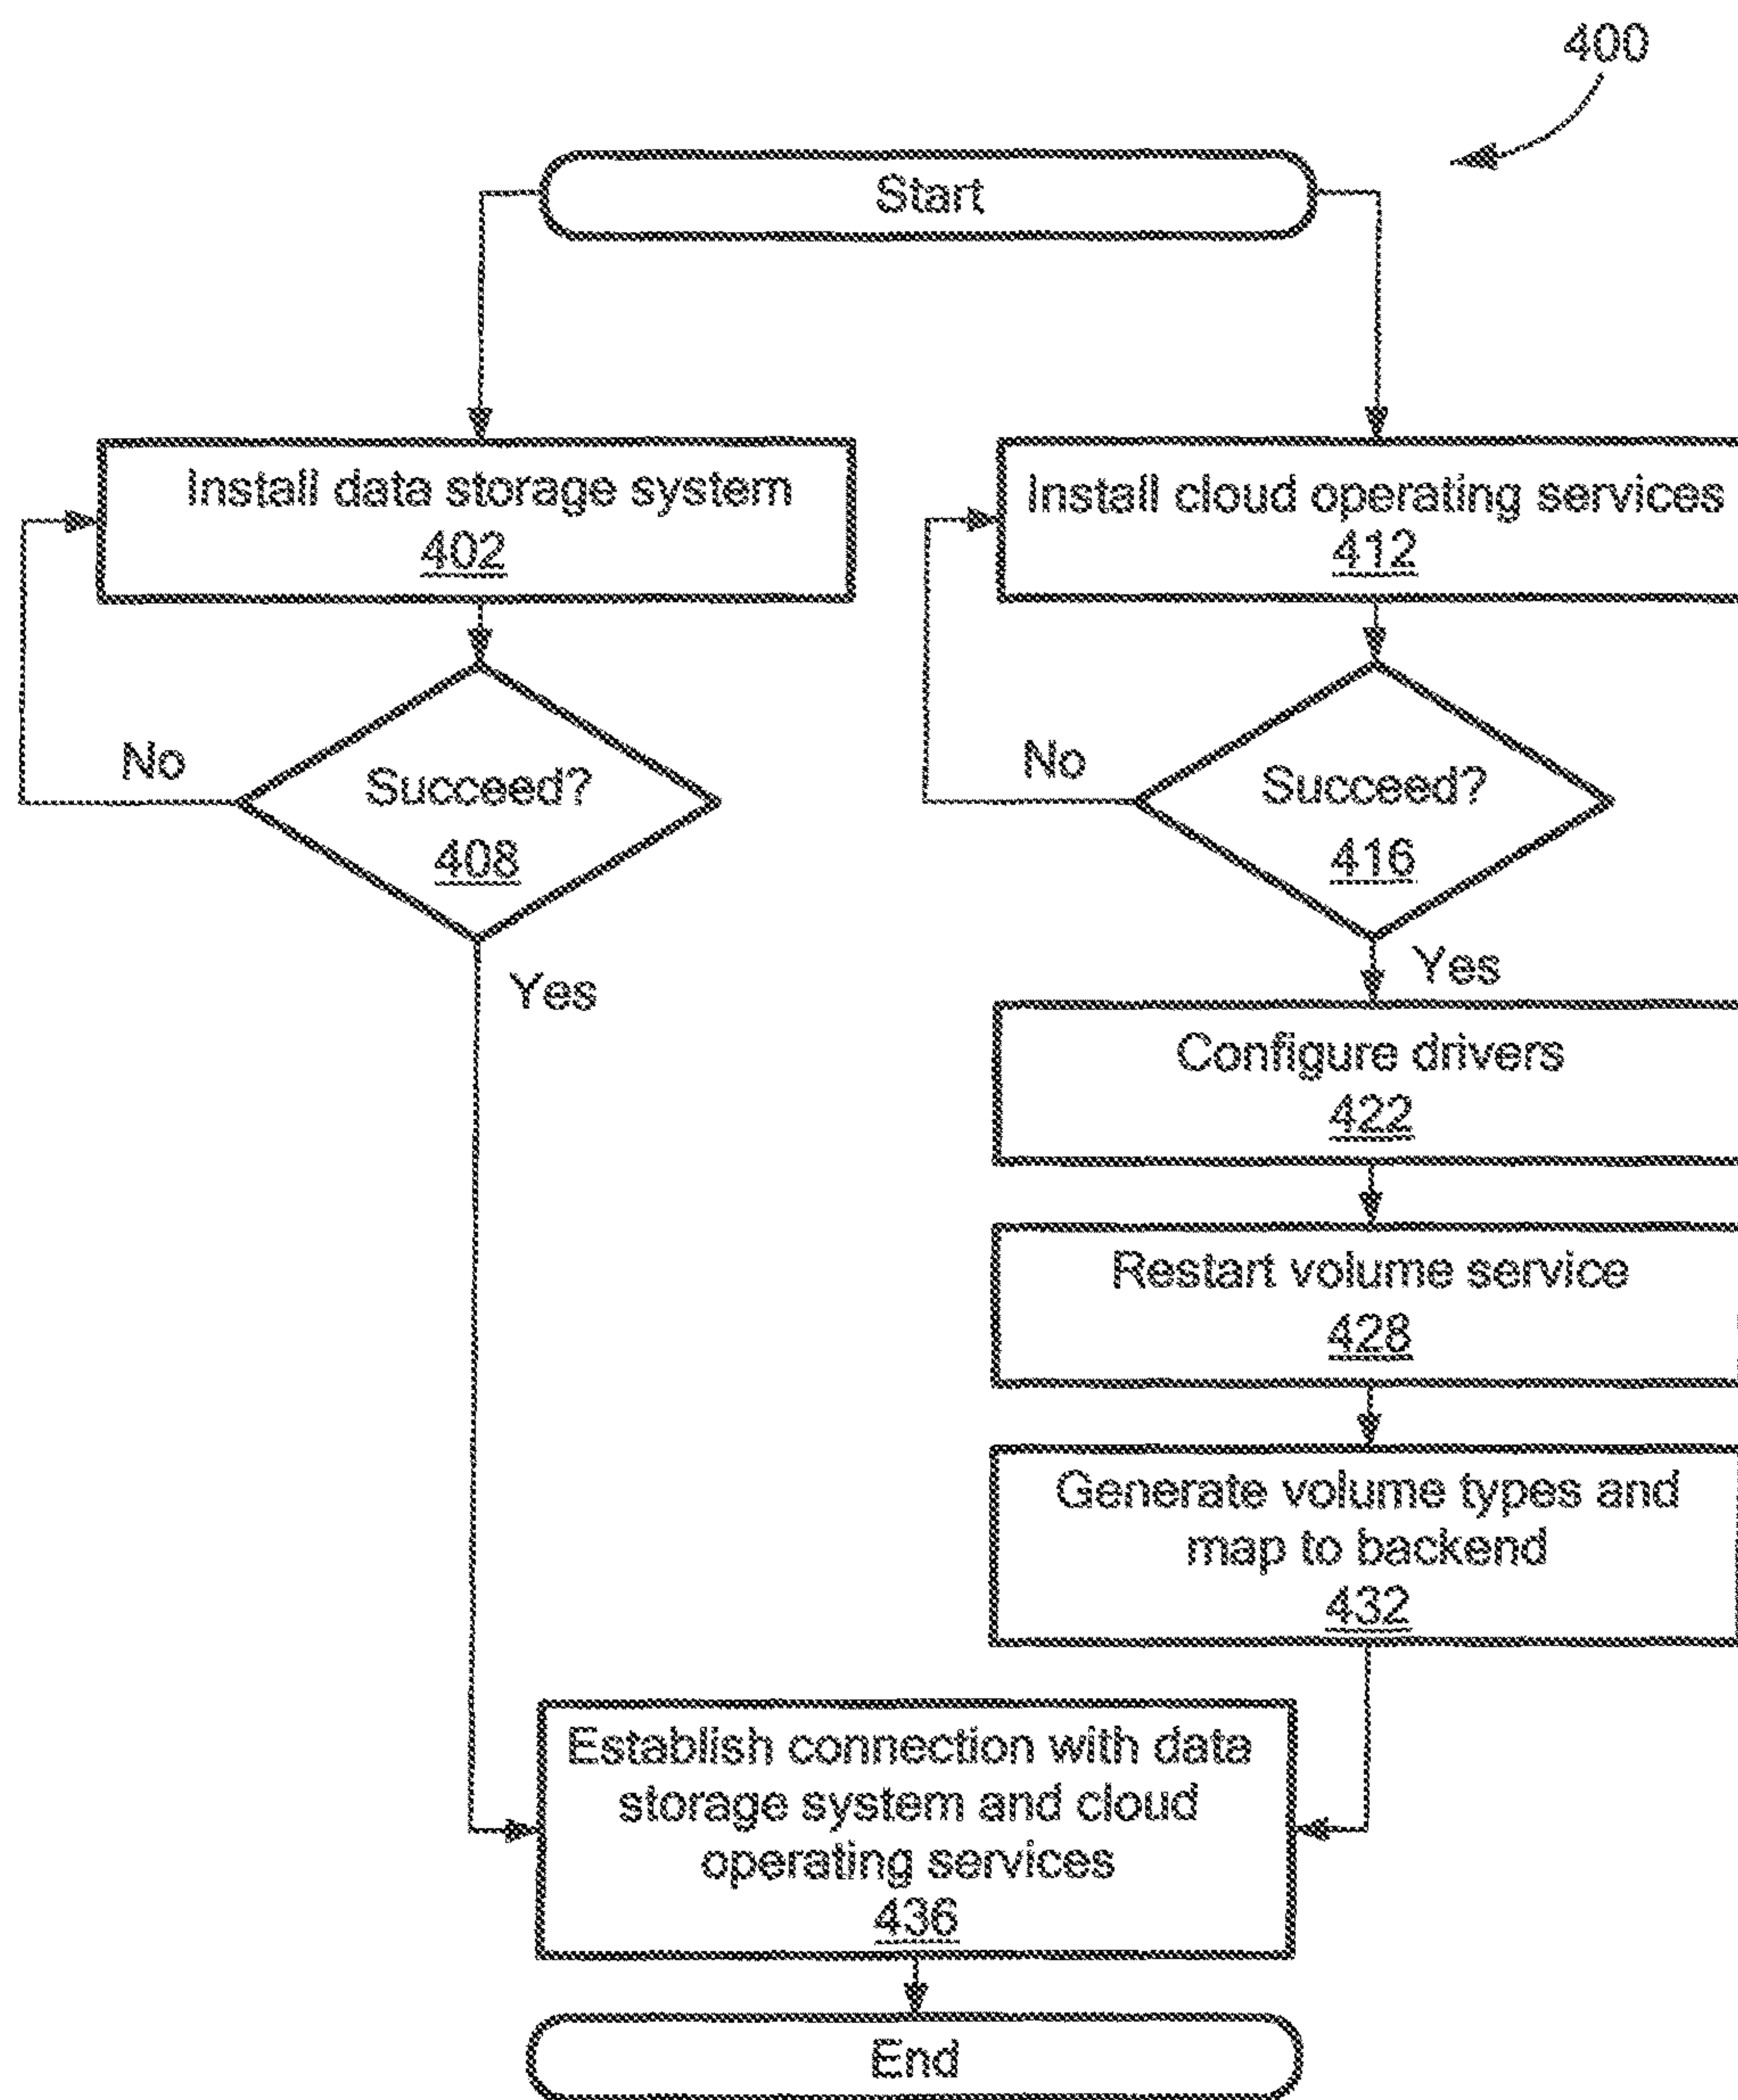 400
Start
Install data storage system
402
Install cloud operating services
412
No
Succeed?
408
No
Succeed?
416
Yes
Yes
Configure drivers
422
Restart volume service
428
Generate volume types and
map to backend
432
Establish connection with data
storage system and cloud
operating services
436
End